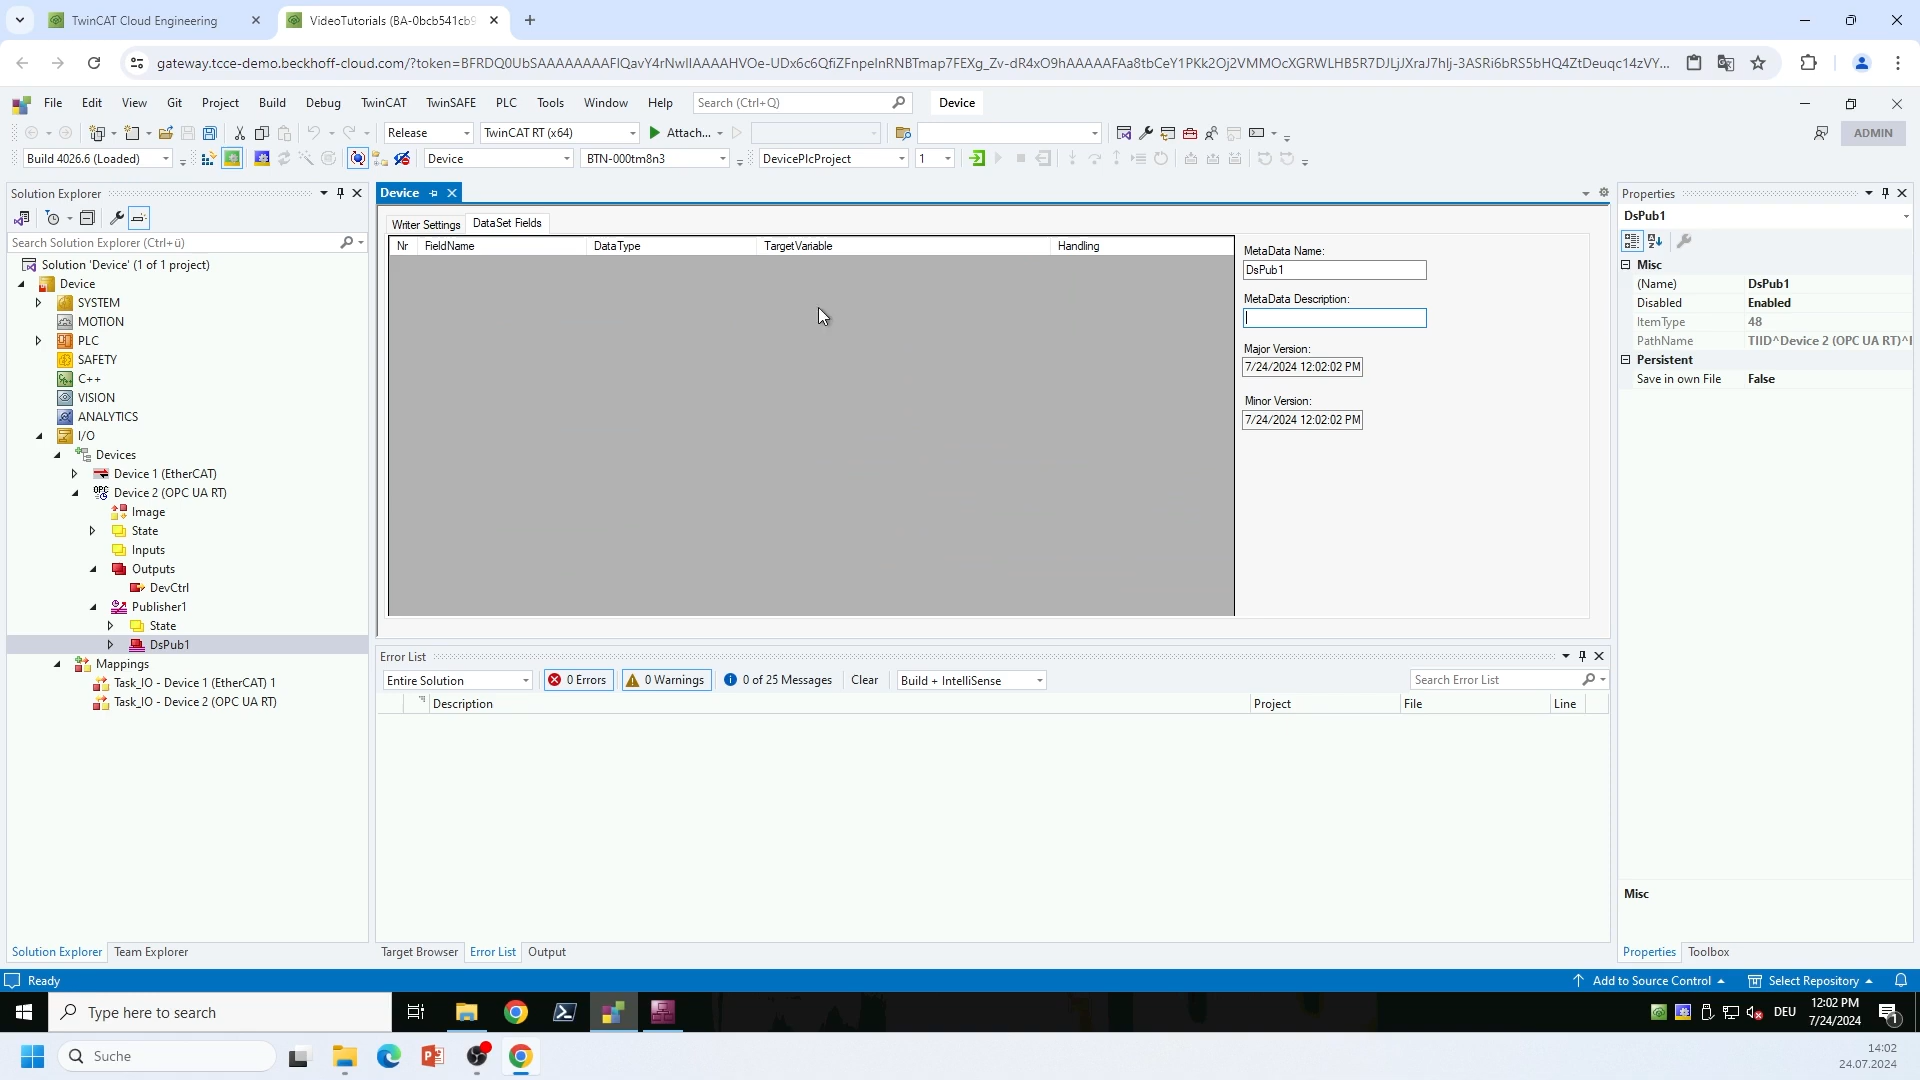 TwinCAT Cloud Engineering
VideoTutorials (BA-0bcb541cb9
gateway.tcce-demo.beckhoff-cloud.com/?token=
File Edit View Git Project Build Debug TwinCAT TwinSAFE PLC Tools Window Help Search (Ctrl+Q) Device
Release TwinCAT RT (x64) Attach... ADMIN
Build 4026.6 (Loaded) Device BTN-000tm8n3 DevicePlcProject 1
Solution Explorer
Search Solution Explorer (Ctrl+ü)
Solution 'Device' (1 of 1 project)
Device
SYSTEM
MOTION
PLC
SAFETY
C++
VISION
ANALYTICS
I/O
Devices
Device 1 (EtherCAT)
Device 2 (OPC UA RT)
Image
State
Inputs
Outputs
DevCtrl
Publisher1
State
DsPub1
Mappings
Task_IO - Device 1 (EtherCAT) 1
Task_IO - Device 2 (OPC UA RT)
Solution Explorer Team Explorer
Device
Writer Settings DataSet Fields
Nr FieldName DataType TargetVariable Handling
MetaData Name:
DsPub1
MetaData Description:
Major Version:
7/24/2024 12:02:02 PM
Minor Version:
7/24/2024 12:02:02 PM
Error List
Entire Solution 0 Errors 0 Warnings 0 of 25 Messages Clear Build + IntelliSense Search Error List
Description Project File Line
Target Browser Error List Output
Properties
DsPub1
Misc
(Name) DsPub1
Disabled Enabled
ItemType 48
PathName TIID^Device 2 (OPC UA RT)^
Persistent
Save in own File False
Misc
Properties Toolbox
Ready Add to Source Control Select Repository
Type here to search DEU 12:02 PM
7/24/2024
1
Suche 14:02
24.07.2024